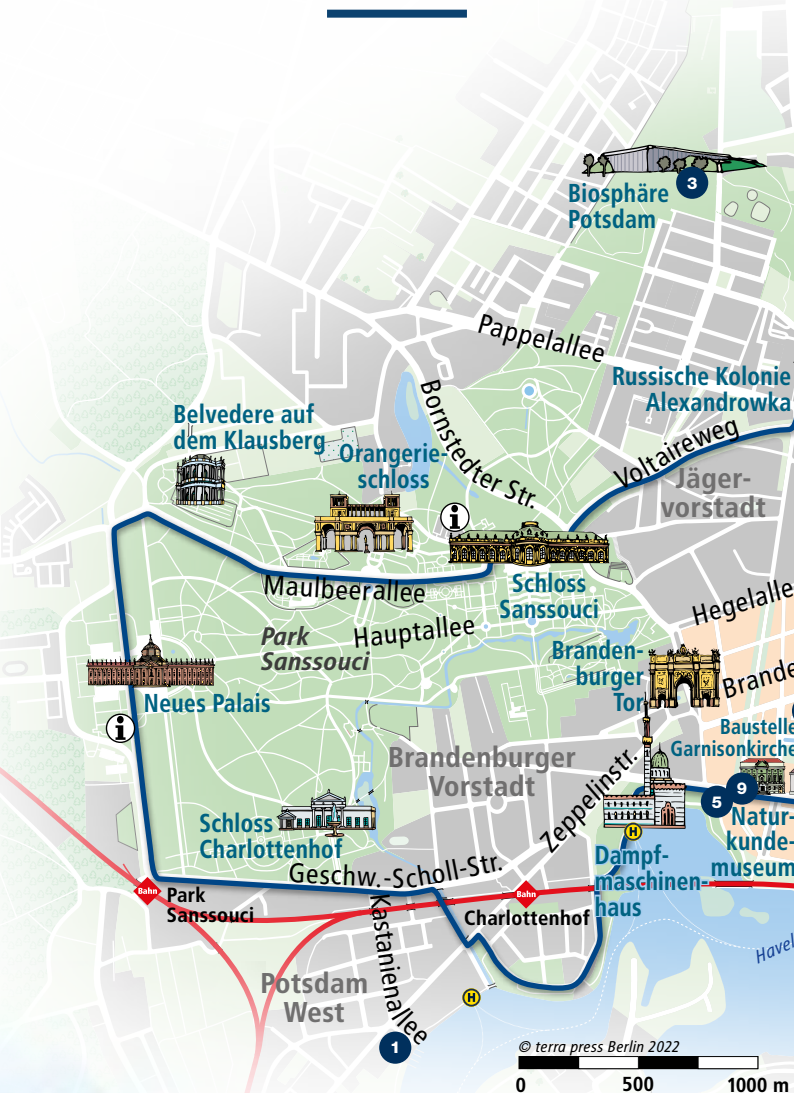 3
Biosphäre
Potsdam
Pappelallee
Russische Kolonie
Alexandrowka
Bornstedter Str.
Voltaireweg
Belvedere auf
dem Klausberg
Orangerie-
schloss
Jäger-
vorstadt
i
Schloss
Sanssouci
Maulbeerallee
Hegelallee
Park
Sanssouci
Hauptallee
Branden-
burger
Tor
Brande
Neues Palais
i
Baustelle
Garnisonkirche
Brandenburger
Vorstadt
Zeppelinstr.
5
9
Natur-
kunde-
museum
Schloss
Charlottenhof
H
Dampf-
maschinen-
haus
Geschw.-Scholl-Str.
Bahn
Park
Sanssouci
Bahn
Charlottenhof
Kastanienallee
Havel
Potsdam
West
H
1
© terra press Berlin 2022
0
500
1000 m